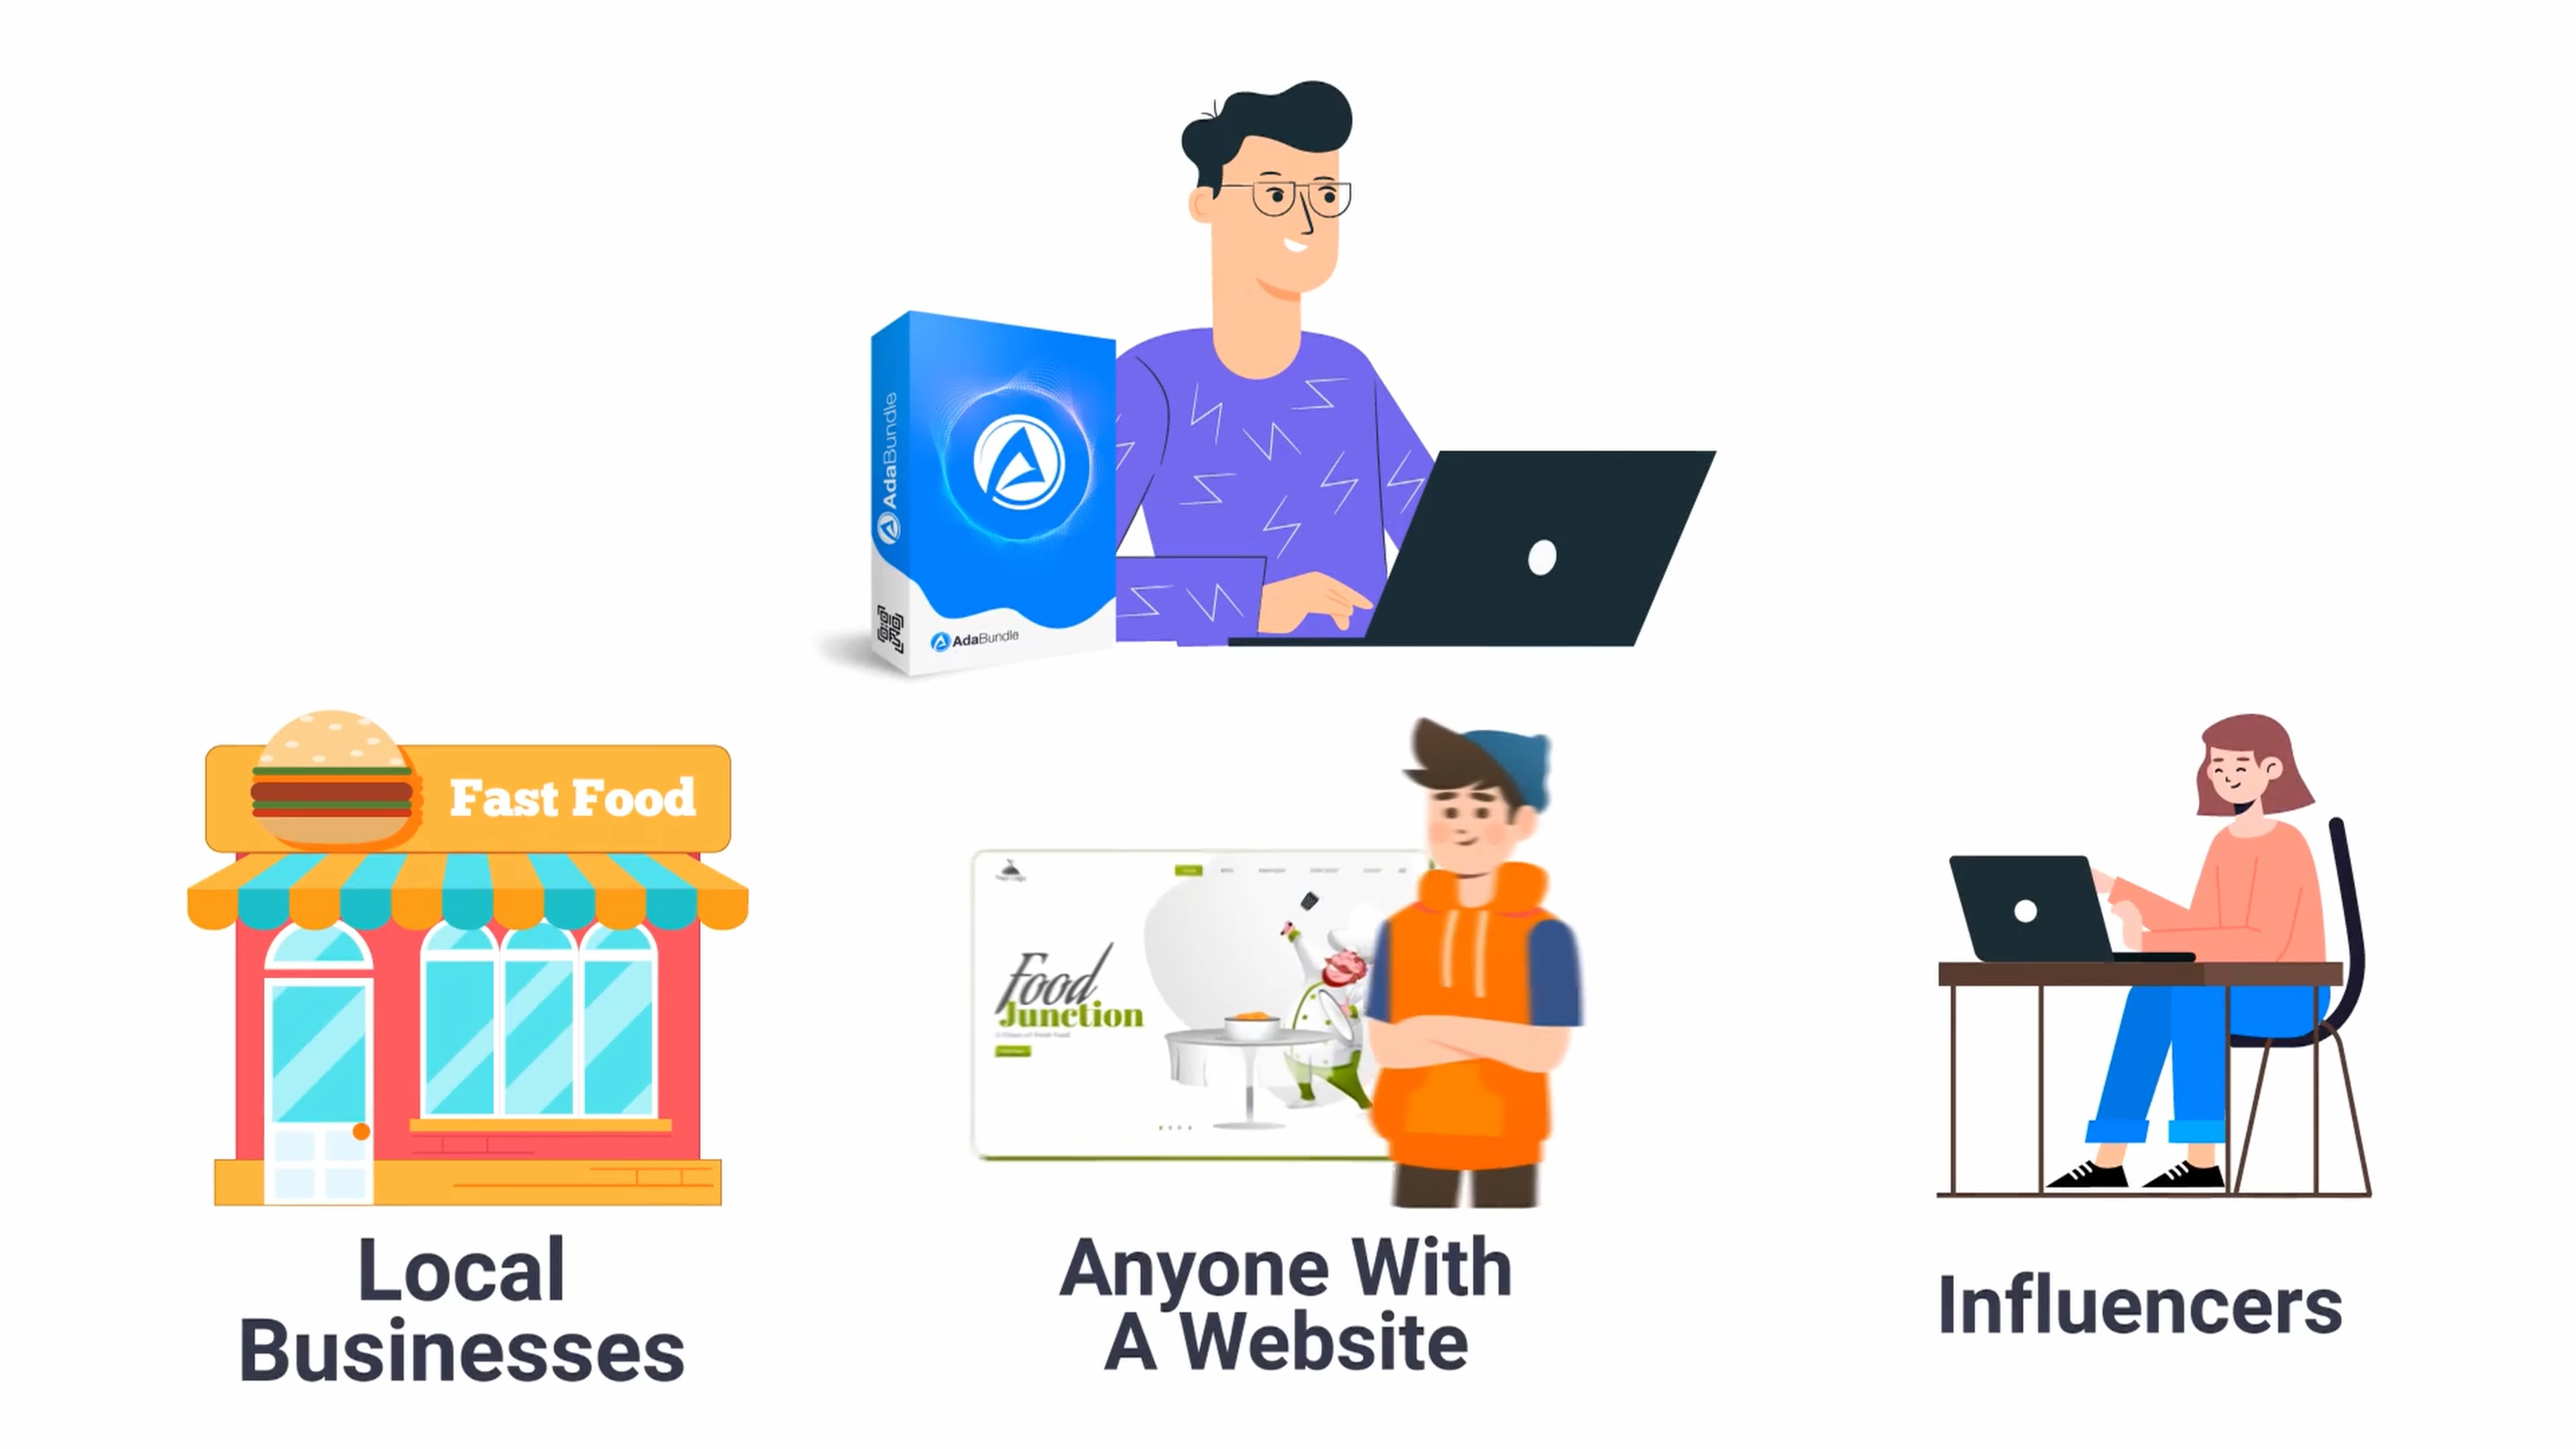 AdaBundle
AdaBundle
Fast Food
Food
Junction
Local
Businesses
Anyone With
A Website
Influencers